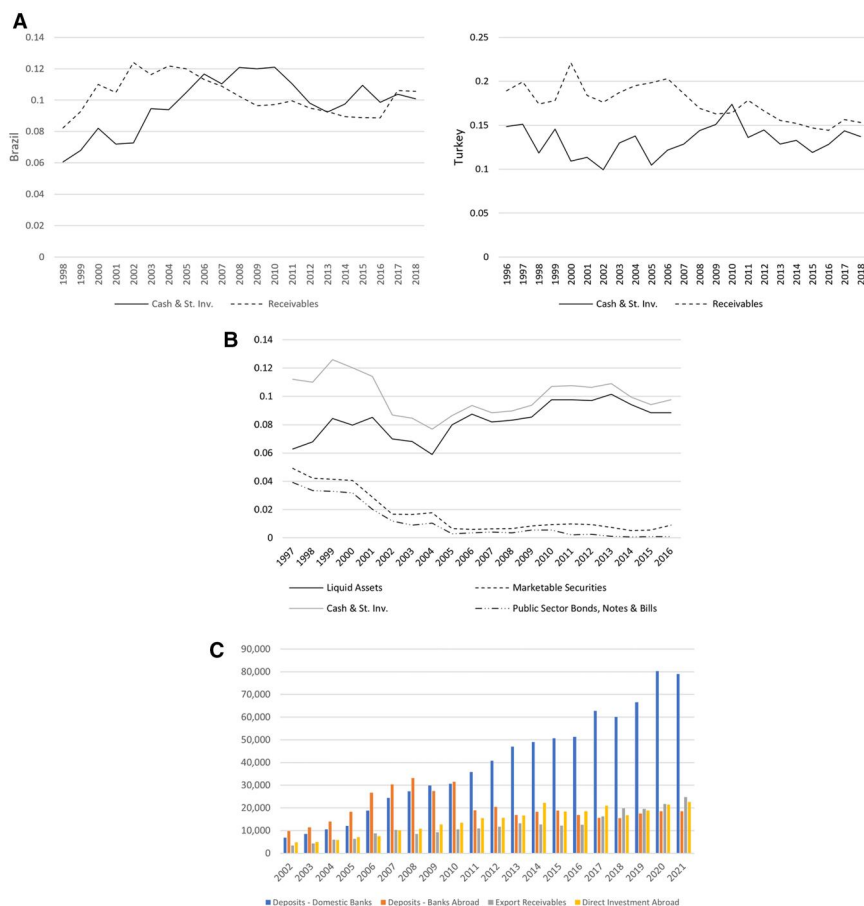 A
0.14
0.12
0.1
0.08
0.06
0.04
0.02
0
Brazil
1998 1999 2000 2001 2002 2003 2004 2005 2006 2007 2008 2009 2010 2011 2012 2013 2014 2015 2016 2017 2018
Cash & St. Inv. Receivables
0.25
0.2
0.15
0.1
0.05
0
Turkey
1996 1997 1998 1999 2000 2001 2002 2003 2004 2005 2006 2007 2008 2009 2010 2011 2012 2013 2014 2015 2016 2017 2018
Cash & St. Inv. Receivables
B
0.14
0.12
0.1
0.08
0.06
0.04
0.02
0
1997 1998 1999 2000 2001 2002 2003 2004 2005 2006 2007 2008 2009 2010 2011 2012 2013 2014 2015 2016
Liquid Assets Marketable Securities
Cash & St. Inv. Public Sector Bonds, Notes & Bills
C
90,000
80,000
70,000
60,000
50,000
40,000
30,000
20,000
10,000
0
2002 2003 2004 2005 2006 2007 2008 2009 2010 2011 2012 2013 2014 2015 2016 2017 2018 2019 2020 2021
Deposits - Domestic Banks Deposits - Banks Abroad Export Receivables Direct Investment Abroad